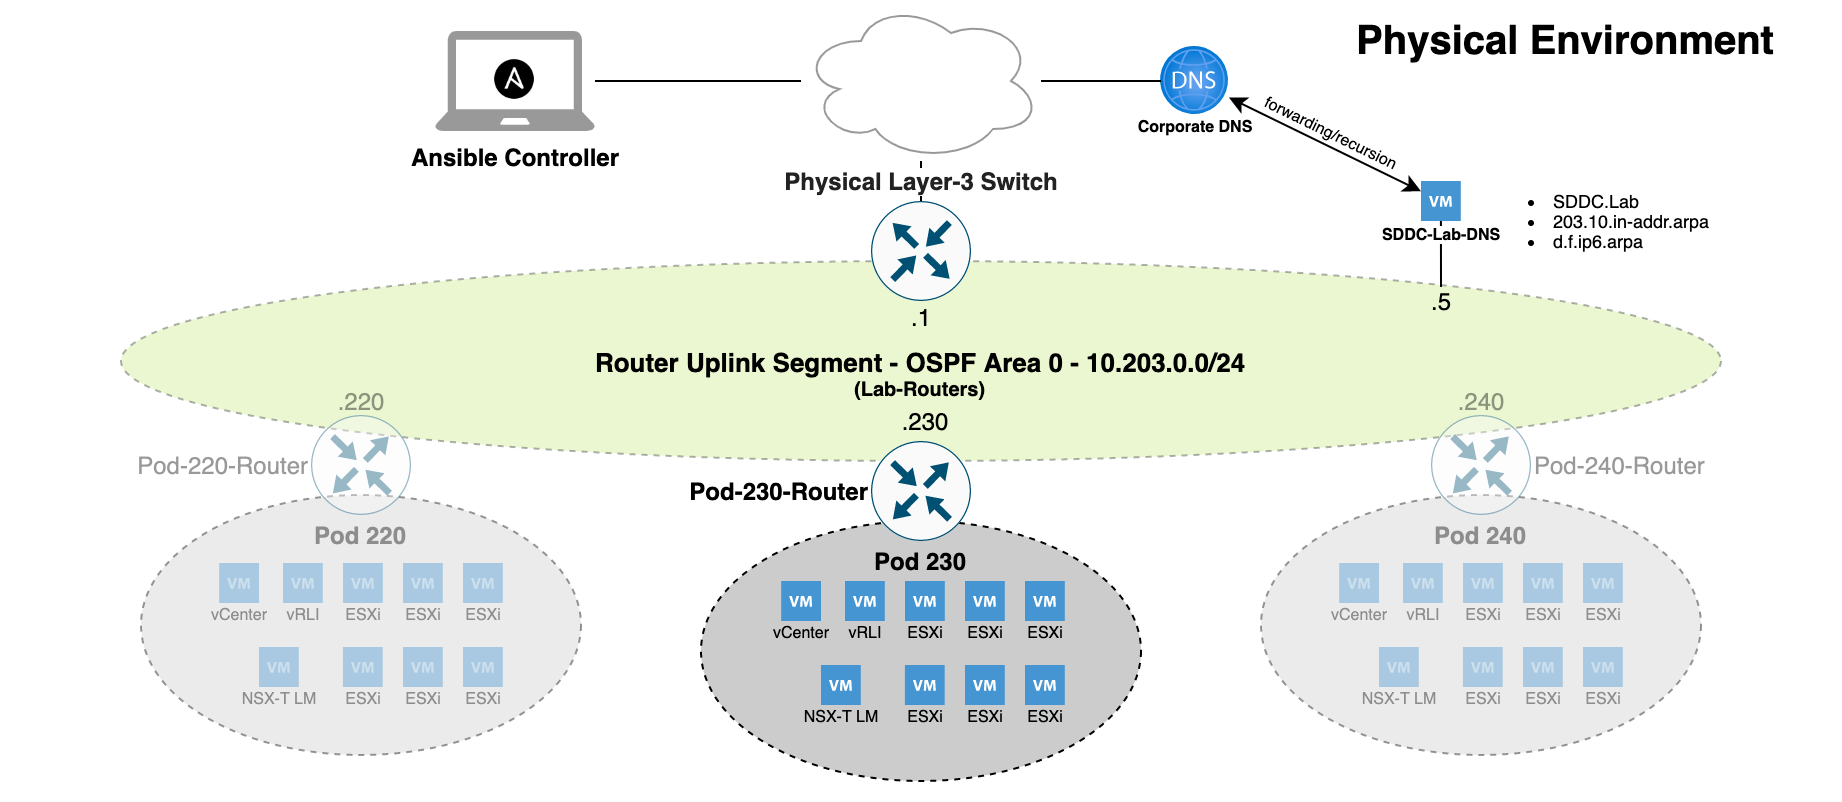 Physical Environment
DNS
Corporate DNS
forwarding/recursion
Ansible Controller
Physical Layer-3 Switch
VM
SDDC-Lab-DNS
• SDDC.Lab
• 203.10.in-addr.arpa
• d.f.ip6.arpa
.5
.1
Router Uplink Segment - OSPF Area 0 - 10.203.0.0/24
(Lab-Routers)
.220
.230
.240
Pod-220-Router
Pod-230-Router
Pod-240-Router
Pod 220
VM VM VM VM VM
vCenter vRLI ESXi ESXi ESXi
VM VM VM VM
NSX-T LM ESXi ESXi ESXi
Pod 230
VM VM VM VM VM
vCenter vRLI ESXi ESXi ESXi
VM VM VM VM
NSX-T LM ESXi ESXi ESXi
Pod 240
VM VM VM VM VM
vCenter vRLI ESXi ESXi ESXi
VM VM VM VM
NSX-T LM ESXi ESXi ESXi